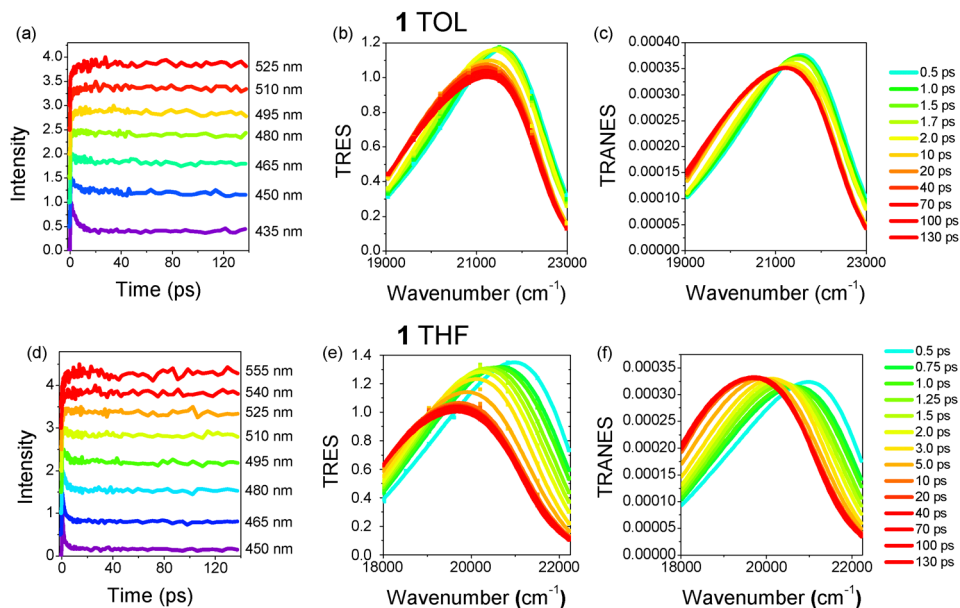 1 TOL
(a)
4.0
3.5
3.0
2.5
2.0
1.5
1.0
0.5
0.0
Intensity
0 40 80 120
Time (ps)
525 nm
510 nm
495 nm
480 nm
465 nm
450 nm
435 nm
(b)
1.2
1.0
0.8
0.6
0.4
0.2
0.0
TRES
19000 21000 23000
Wavenumber (cm⁻¹)
(c)
0.00040
0.00035
0.00030
0.00025
0.00020
0.00015
0.00010
0.00005
0.00000
TRANES
19000 21000 23000
Wavenumber (cm⁻¹)
0.5 ps
1.0 ps
1.5 ps
1.7 ps
2.0 ps
10 ps
20 ps
40 ps
70 ps
100 ps
130 ps
1 THF
(d)
4
3
2
1
0
Intensity
0 40 80 120
Time (ps)
555 nm
540 nm
525 nm
510 nm
495 nm
480 nm
465 nm
450 nm
(e)
1.4
1.2
1.0
0.8
0.6
0.4
0.2
0.0
TRES
18000 20000 22000
Wavenumber (cm⁻¹)
(f)
0.00035
0.00030
0.00025
0.00020
0.00015
0.00010
0.00005
0.00000
TRANES
18000 20000 22000
Wavenumber (cm⁻¹)
0.5 ps
0.75 ps
1.0 ps
1.25 ps
1.5 ps
2.0 ps
3.0 ps
5.0 ps
10 ps
20 ps
40 ps
70 ps
100 ps
130 ps